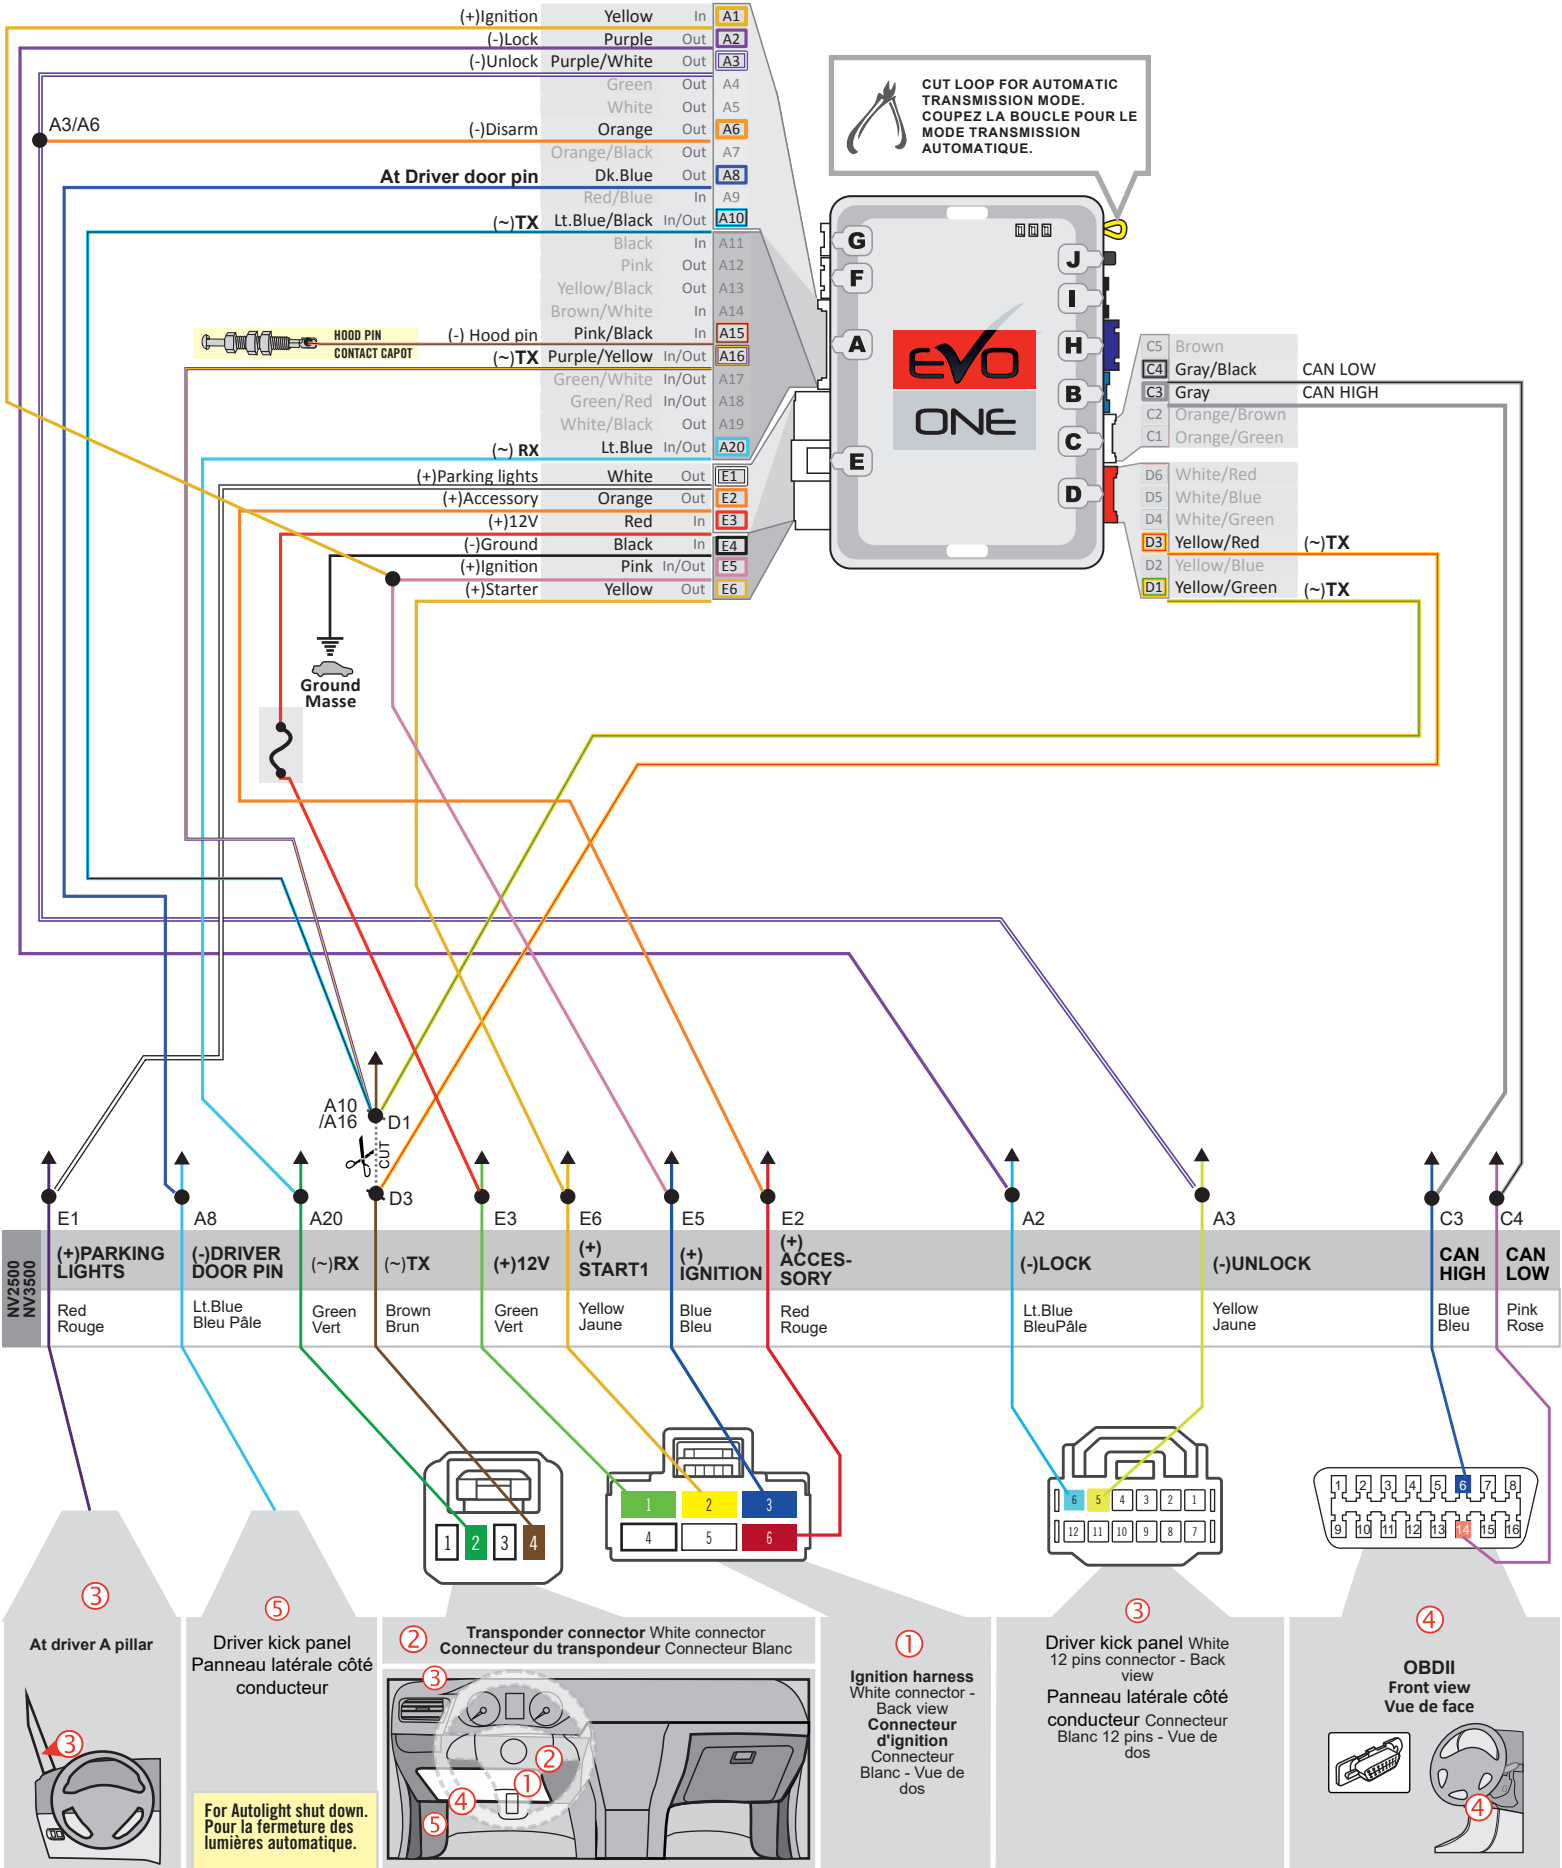 (+)Ignition Yellow In A1
(-)Lock Purple Out A2
(-)Unlock Purple/White Out A3
Green Out A4
White Out A5
A3/A6
(-)Disarm Orange Out A6
Orange/Black Out A7
At Driver door pin Dk.Blue Out A8
Red/Blue In A9
(~)TX Lt.Blue/Black In/Out A10
Black In A11
Pink Out A12
Yellow/Black Out A13
Brown/White In A14
HOOD PIN
CONTACT CAPOT
(-) Hood pin Pink/Black In A15
(~)TX Purple/Yellow In/Out A16
Green/White In/Out A17
Green/Red In/Out A18
White/Black Out A19
(~) RX Lt.Blue In/Out A20
(+)Parking lights White Out E1
(+)Accessory Orange Out E2
(+)12V Red In E3
(-)Ground Black In E4
(+)Ignition Pink In/Out E5
(+)Starter Yellow Out E6
CUT LOOP FOR AUTOMATIC
TRANSMISSION MODE.
COUPEZ LA BOUCLE POUR LE
MODE TRANSMISSION
AUTOMATIQUE.
G
F
A
E
J
I
H
B
C
D
EVO
ONE
C5 Brown
C4 Gray/Black CAN LOW
C3 Gray CAN HIGH
C2 Orange/Brown
C1 Orange/Green
D6 White/Red
D5 White/Blue
D4 White/Green
D3 Yellow/Red (~)TX
D2 Yellow/Blue
D1 Yellow/Green (~)TX
Ground
Masse
A10
/A16
D1
CUT
D3
E1 A8 A20 E3 E6 E5 E2 A2 A3 C3 C4
NV2500
NV3500
(+)PARKING
LIGHTS
(-)DRIVER
DOOR PIN
(~)RX
(~)TX
(+)12V
(+)
START1
(+)
IGNITION
(+)
ACCES-
SORY
(-)LOCK
(-)UNLOCK
CAN
HIGH
CAN
LOW
Red
Rouge
Lt.Blue
Bleu Pâle
Green
Vert
Brown
Brun
Green
Vert
Yellow
Jaune
Blue
Bleu
Red
Rouge
Lt.Blue
BleuPâle
Yellow
Jaune
Blue
Bleu
Pink
Rose
1 2 3 4
1 2 3
4 5 6
6 5 4 3 2 1
12 11 10 9 8 7
1 2 3 4 5 6 7 8
9 10 11 12 13 14 15 16
3
At driver A pillar
3
5
Driver kick panel
Panneau latérale côté
conducteur
For Autolight shut down.
Pour la fermeture des
lumières automatique.
2
Transponder connector White connector
Connecteur du transpondeur Connecteur Blanc
3
2
1
4
5
1
Ignition harness
White connector -
Back view
Connecteur
d'ignition
Connecteur
Blanc - Vue de
dos
3
Driver kick panel White
12 pins connector - Back
view
Panneau latérale côté
conducteur Connecteur
Blanc 12 pins - Vue de
dos
4
OBDII
Front view
Vue de face
4